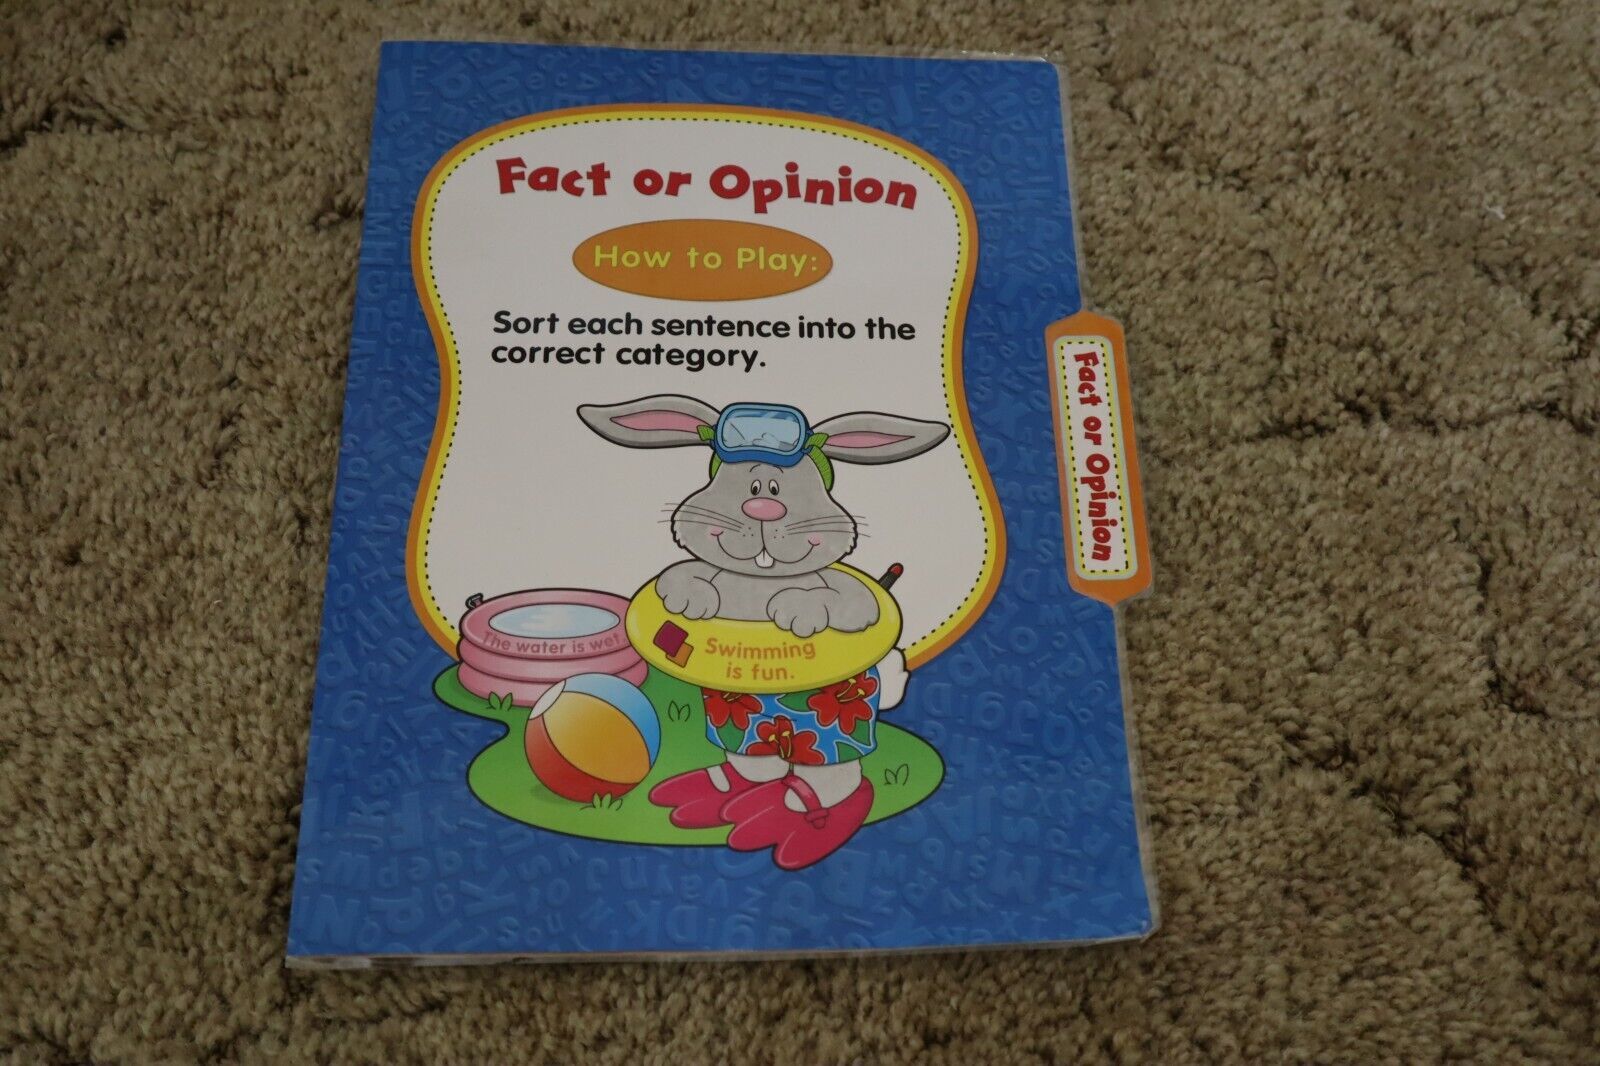 Fact or Opinion
How to Play:
Sort each sentence into the
correct category.
The water is wet.
Swimming
is fun.
Fact or Opinion